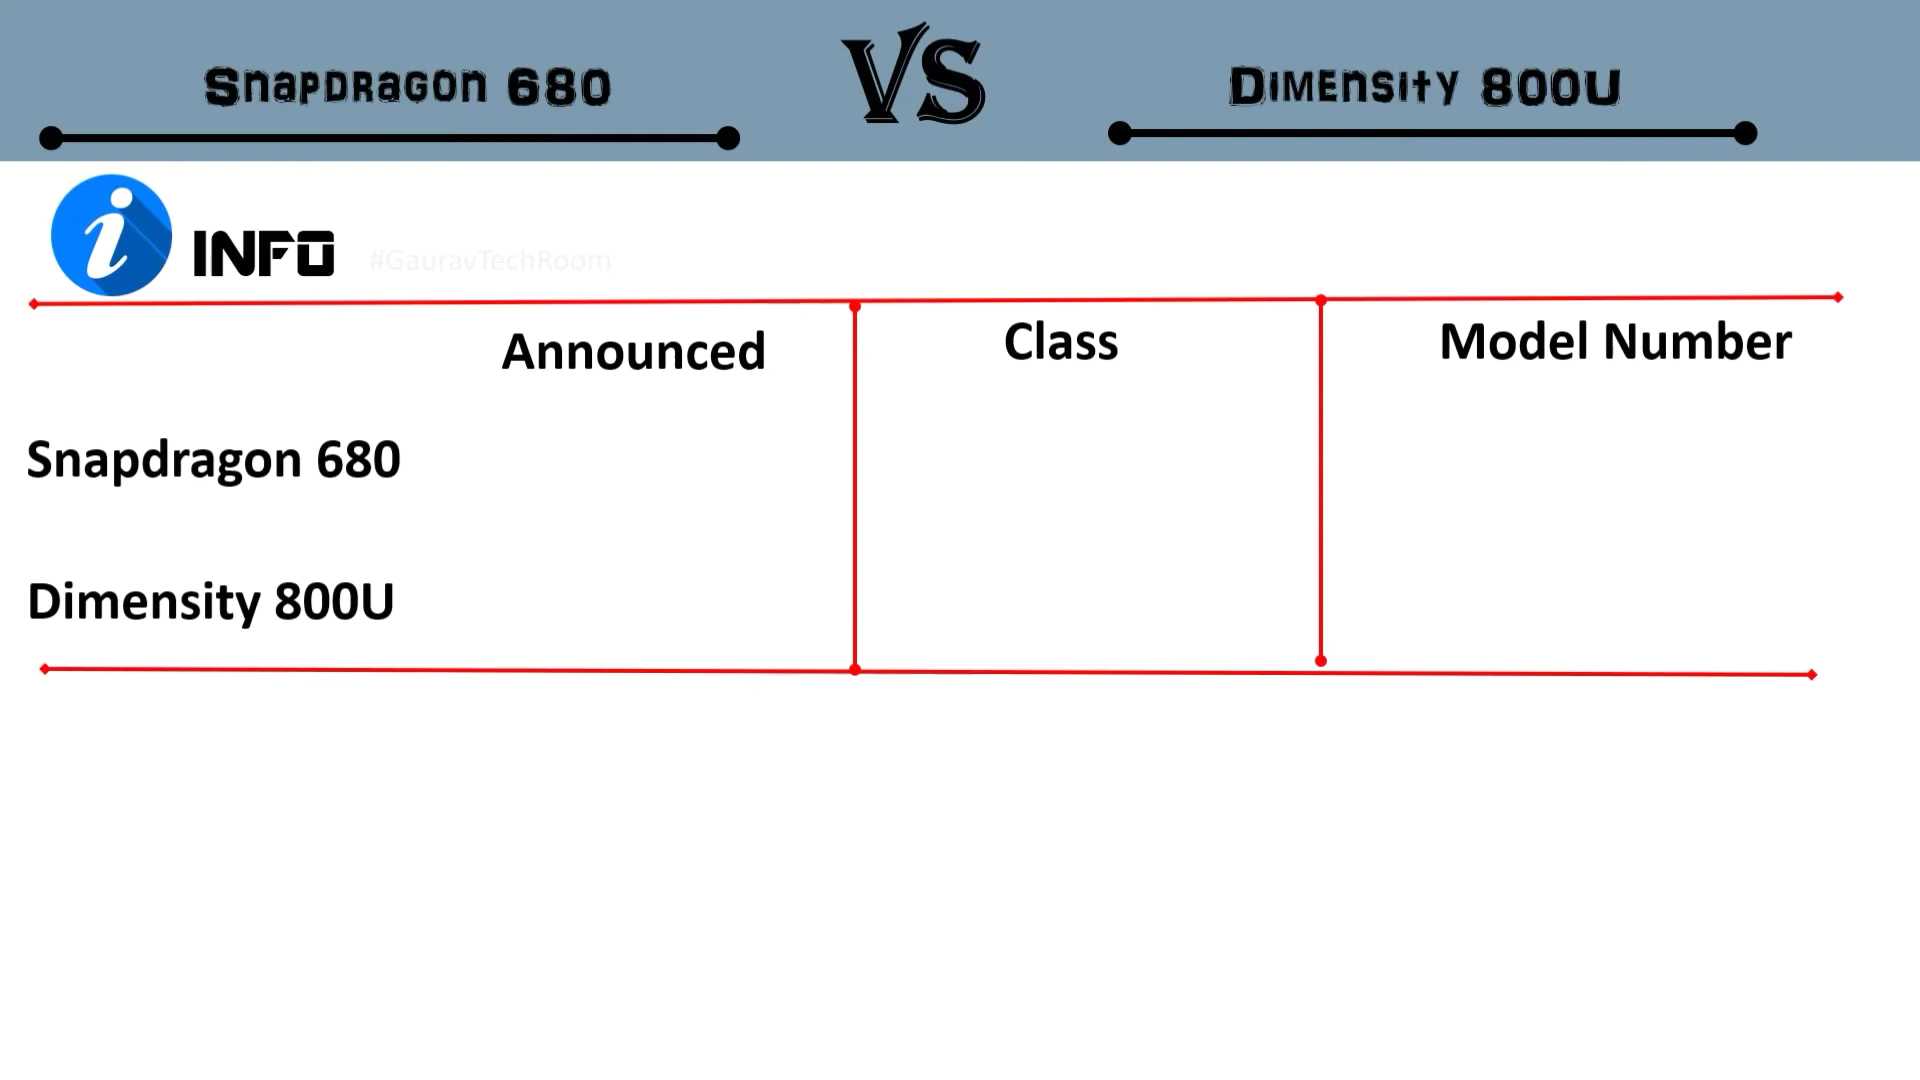 Snapdragon 680 VS Dimensity 800U
i INFO #GauravTechRoom
Announced Class Model Number
Snapdragon 680
Dimensity 800U